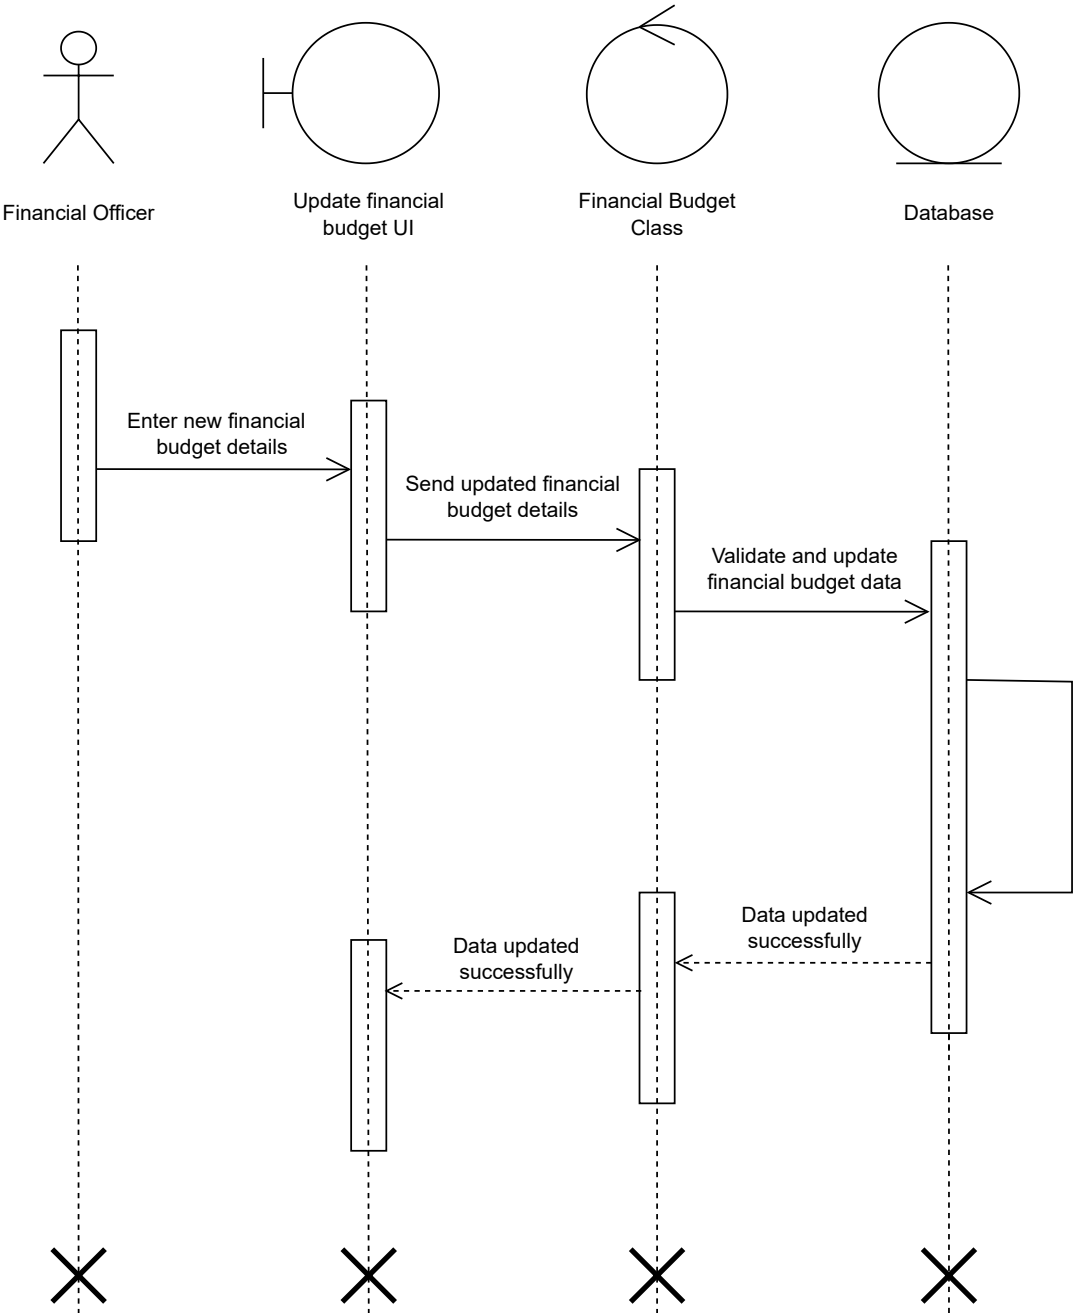 Financial Officer
Update financial
budget UI
Financial Budget
Class
Database
Enter new financial
budget details
Send updated financial
budget details
Validate and update
financial budget data
Data updated
successfully
Data updated
successfully